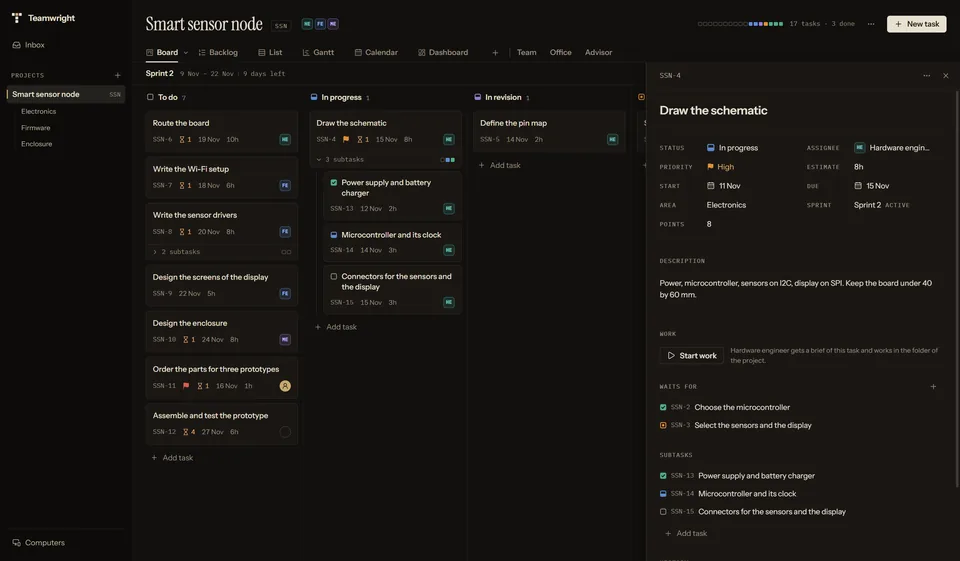 Teamwright
Inbox
PROJECTS
Smart sensor node SSN
Electronics
Firmware
Enclosure
Computers
Smart sensor node SSN HE FE ME
17 tasks · 3 done
New task
Board
Backlog
List
Gantt
Calendar
Dashboard
Team
Office
Advisor
Sprint 2 9 Nov – 22 Nov · 9 days left
To do 7
Route the board
SSN-6 1 19 Nov 10h HE
Write the Wi-Fi setup
SSN-7 1 18 Nov 6h FE
Write the sensor drivers
SSN-8 1 20 Nov 8h FE
2 subtasks
Design the screens of the display
SSN-9 22 Nov 5h FE
Design the enclosure
SSN-10 1 24 Nov 8h ME
Order the parts for three prototypes
SSN-11 1 16 Nov 1h
Assemble and test the prototype
SSN-12 4 27 Nov 6h
Add task
In progress 1
Draw the schematic
SSN-4 1 15 Nov 8h HE
3 subtasks
Power supply and battery
charger
SSN-13 12 Nov 2h HE
Microcontroller and its clock
SSN-14 14 Nov 3h HE
Connectors for the sensors and
the display
SSN-15 15 Nov 3h HE
Add task
In revision 1
Define the pin map
SSN-5 14 Nov 2h HE
Add task
SSN-4
Draw the schematic
STATUS In progress
ASSIGNEE HE Hardware engin...
PRIORITY High
ESTIMATE 8h
START 11 Nov
DUE 15 Nov
AREA Electronics
SPRINT Sprint 2 ACTIVE
POINTS 8
DESCRIPTION
Power, microcontroller, sensors on I2C, display on SPI. Keep the board under 40
by 60 mm.
WORK
Start work
Hardware engineer gets a brief of this task and works in the folder of
the project.
WAITS FOR
SSN-2 Choose the microcontroller
SSN-3 Select the sensors and the display
SUBTASKS
SSN-13 Power supply and battery charger
SSN-14 Microcontroller and its clock
SSN-15 Connectors for the sensors and the display
Add task